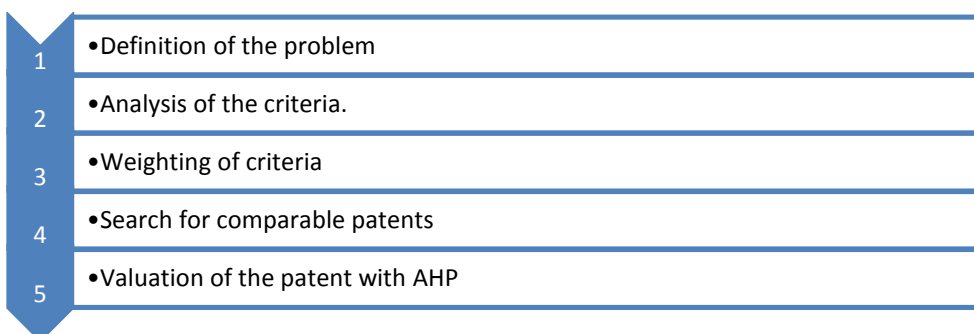 1 •Definition of the problem
2 •Analysis of the criteria.
3 •Weighting of criteria
4 •Search for comparable patents
5 •Valuation of the patent with AHP